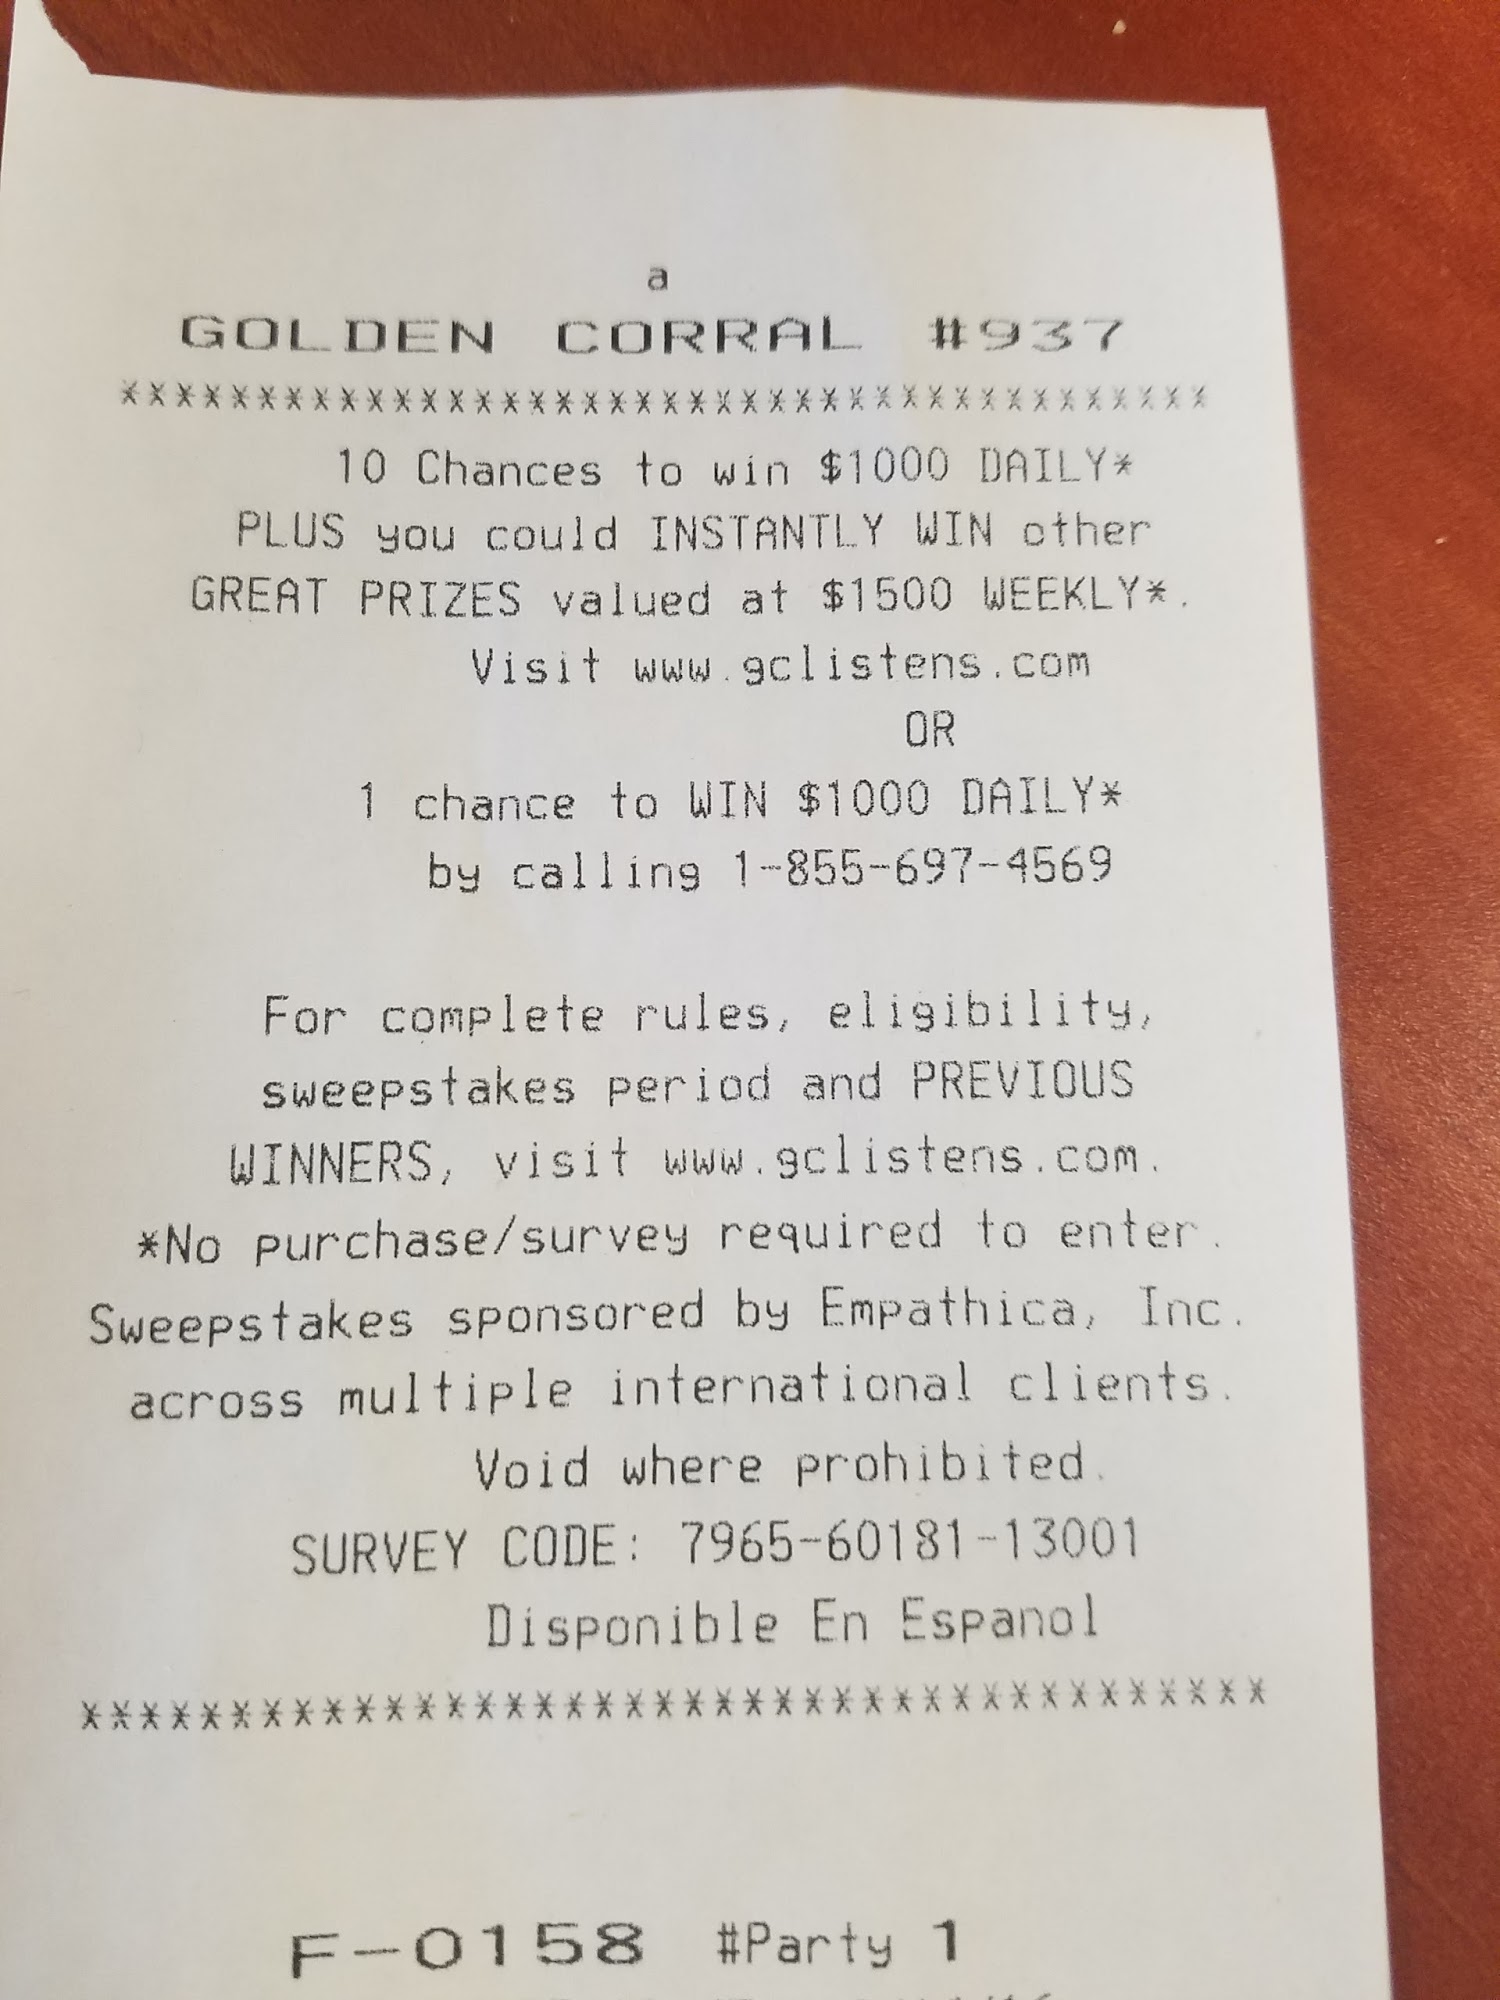 a
GOLDEN CORRAL #937
*****************************************
10 Chances to win $1000 DAILY*
PLUS you could INSTANTLY WIN other
GREAT PRIZES valued at $1500 WEEKLY*.
Visit www.gclistens.com
OR
1 chance to WIN $1000 DAILY*
by calling 1-855-697-4569
For complete rules, eligibility,
sweepstakes period and PREVIOUS
WINNERS, visit www.gclistens.com.
*No purchase/survey required to enter.
Sweepstakes sponsored by Empathica, Inc.
across multiple international clients.
Void where prohibited.
SURVEY CODE: 7965-60181-13001
Disponible En Espanol
****************************************
F-0158 #Party 1